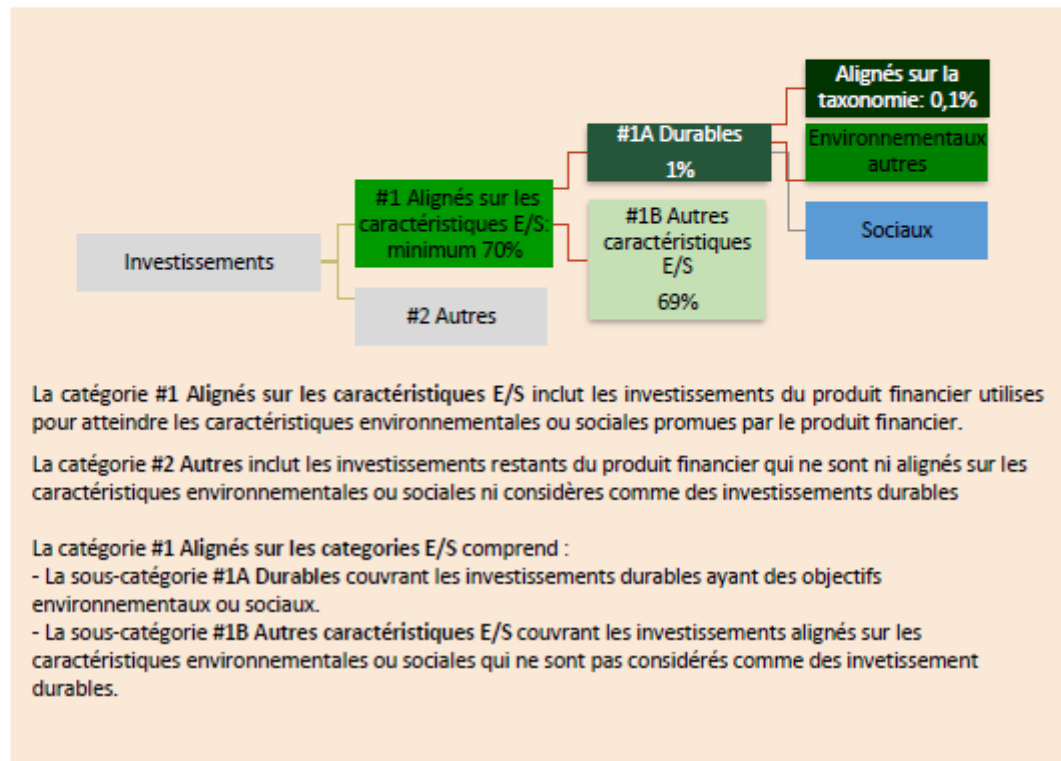 Alignés sur la
taxonomie: 0,1%
#1A Durables
1%
Environnementaux
autres
#1 Alignés sur les
caractéristiques E/S:
minimum 70%
#1B Autres
caractéristiques
E/S
69%
Sociaux
Investissements
#2 Autres
La catégorie #1 Alignés sur les caractéristiques E/S inclut les investissements du produit financier utilises
pour atteindre les caractéristiques environnementales ou sociales promues par le produit financier.
La catégorie #2 Autres inclut les investissements restants du produit financier qui ne sont ni alignés sur les
caractéristiques environnementales ou sociales ni considères comme des investissements durables
La catégorie #1 Alignés sur les categories E/S comprend :
- La sous-catégorie #1A Durables couvrant les investissements durables ayant des objectifs
environnementaux ou sociaux.
- La sous-catégorie #1B Autres caractéristiques E/S couvrant les investissements alignés sur les
caractéristiques environnementales ou sociales qui ne sont pas considérés comme des invetissement
durables.